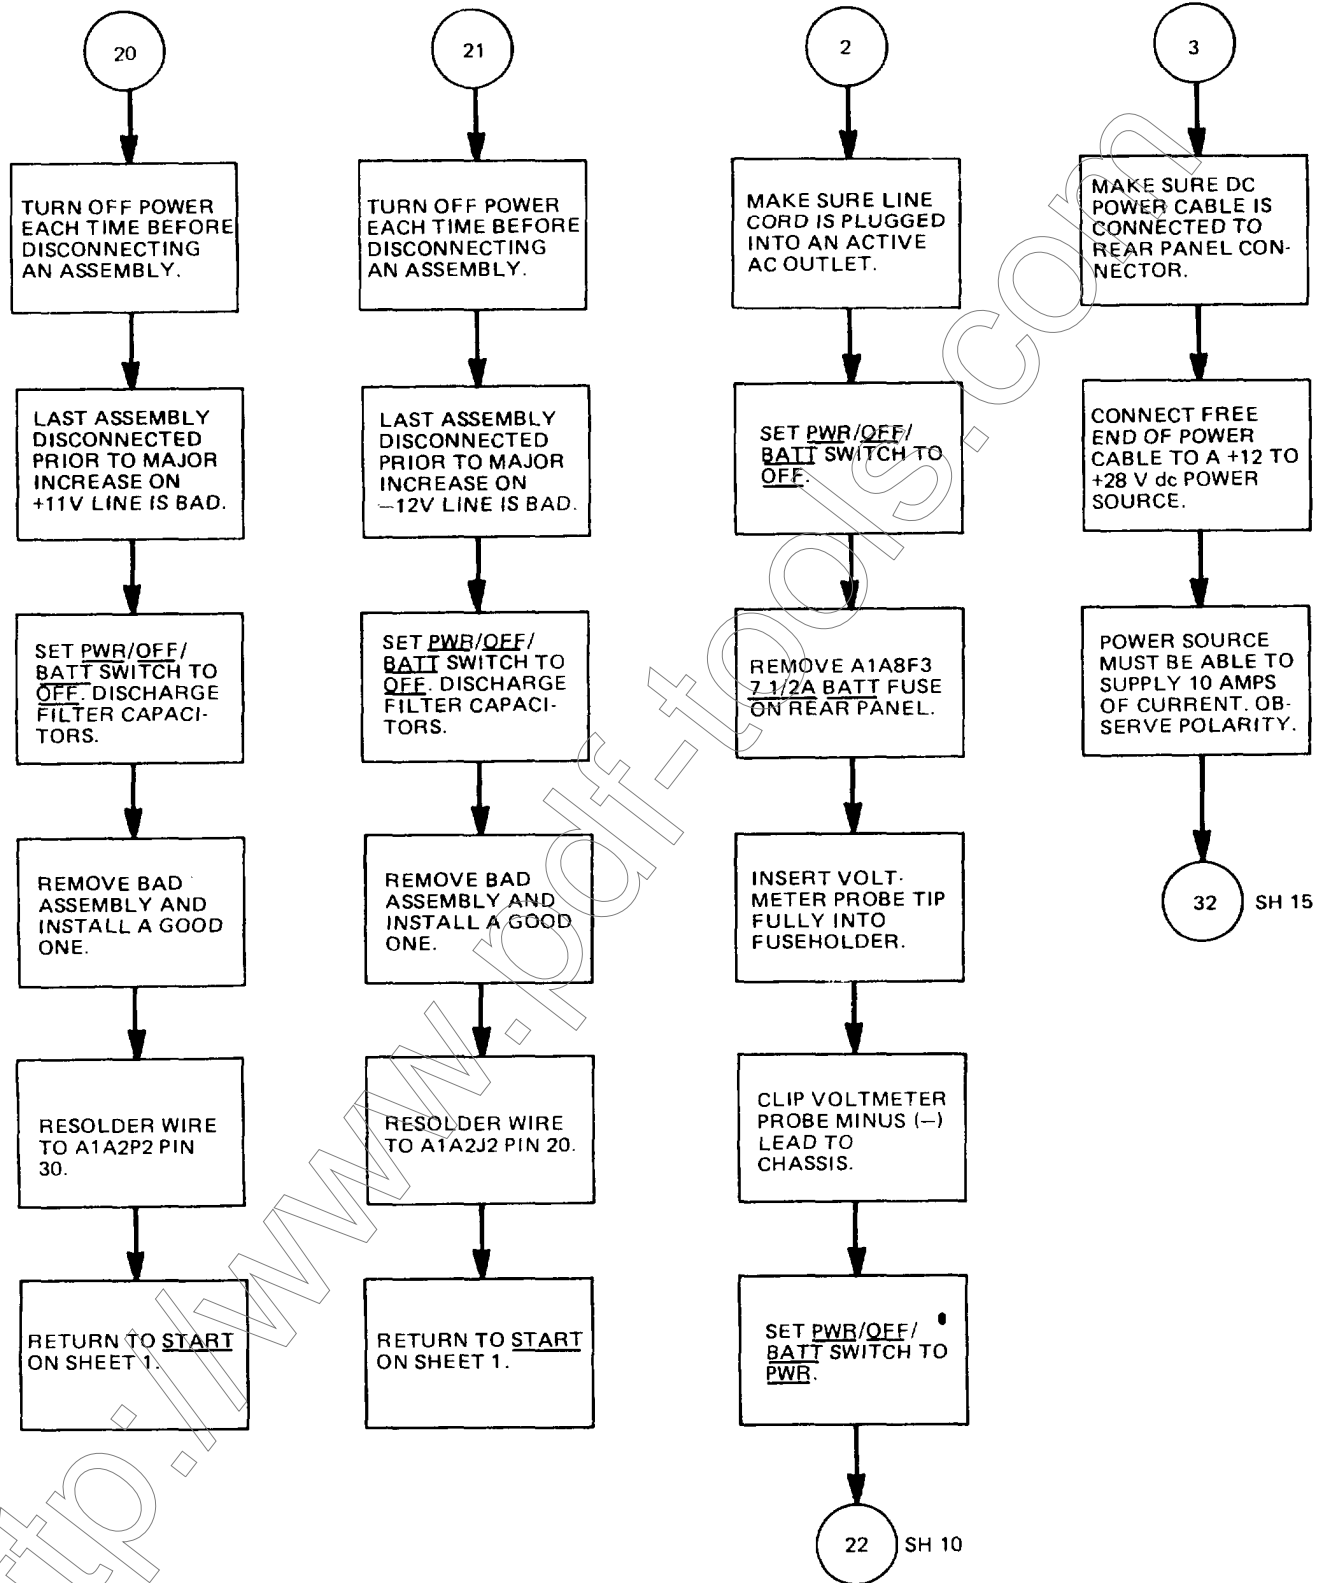 20
TURN OFF POWER
EACH TIME BEFORE
DISCONNECTING
AN ASSEMBLY.
LAST ASSEMBLY
DISCONNECTED
PRIOR TO MAJOR
INCREASE ON
+11V LINE IS BAD.
SET PWR/OFF/
BATT SWITCH TO
OFF. DISCHARGE
FILTER CAPACI-
TORS.
REMOVE BAD
ASSEMBLY AND
INSTALL A GOOD
ONE.
RESOLDER WIRE
TO A1A2P2 PIN
30.
RETURN TO START
ON SHEET 1.
21
TURN OFF POWER
EACH TIME BEFORE
DISCONNECTING
AN ASSEMBLY.
LAST ASSEMBLY
DISCONNECTED
PRIOR TO MAJOR
INCREASE ON
—12V LINE IS BAD.
SET PWR/OFF/
BATT SWITCH TO
OFF. DISCHARGE
FILTER CAPACI-
TORS.
REMOVE BAD
ASSEMBLY AND
INSTALL A GOOD
ONE.
RESOLDER WIRE
TO A1A2J2 PIN 20.
RETURN TO START
ON SHEET 1.
2
MAKE SURE LINE
CORD IS PLUGGED
INTO AN ACTIVE
AC OUTLET.
SET PWR/OFF/
BATT SWITCH TO
OFF.
REMOVE A1A8F3
7 1/2A BATT FUSE
ON REAR PANEL.
INSERT VOLT-
METER PROBE TIP
FULLY INTO
FUSEHOLDER.
CLIP VOLTMETER
PROBE MINUS (—)
LEAD TO
CHASSIS.
SET PWR/OFF/
BATT SWITCH TO
PWR.
22 SH 10
3
MAKE SURE DC
POWER CABLE IS
CONNECTED TO
REAR PANEL CON-
NECTOR.
CONNECT FREE
END OF POWER
CABLE TO A +12 TO
+28 V dc POWER
SOURCE.
POWER SOURCE
MUST BE ABLE TO
SUPPLY 10 AMPS
OF CURRENT. OB-
SERVE POLARITY.
32 SH 15
ttp://www.pdf-tools.com